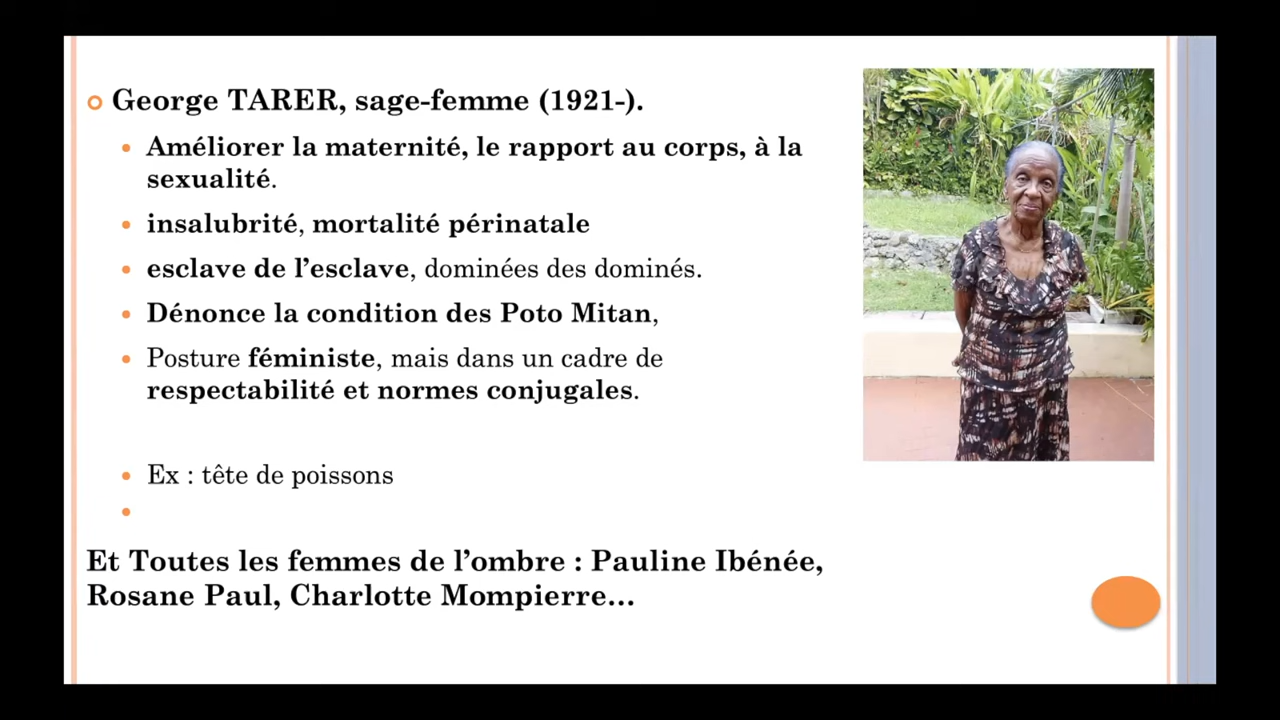 George TARER, sage-femme (1921-).
Améliorer la maternité, le rapport au corps, à la
sexualité.
insalubrité, mortalité périnatale
esclave de l’esclave, dominées des dominés.
Dénonce la condition des Poto Mitan,
Posture féministe, mais dans un cadre de
respectabilité et normes conjugales.
Ex : tête de poissons
Et Toutes les femmes de l’ombre : Pauline Ibénée,
Rosane Paul, Charlotte Mompierre…